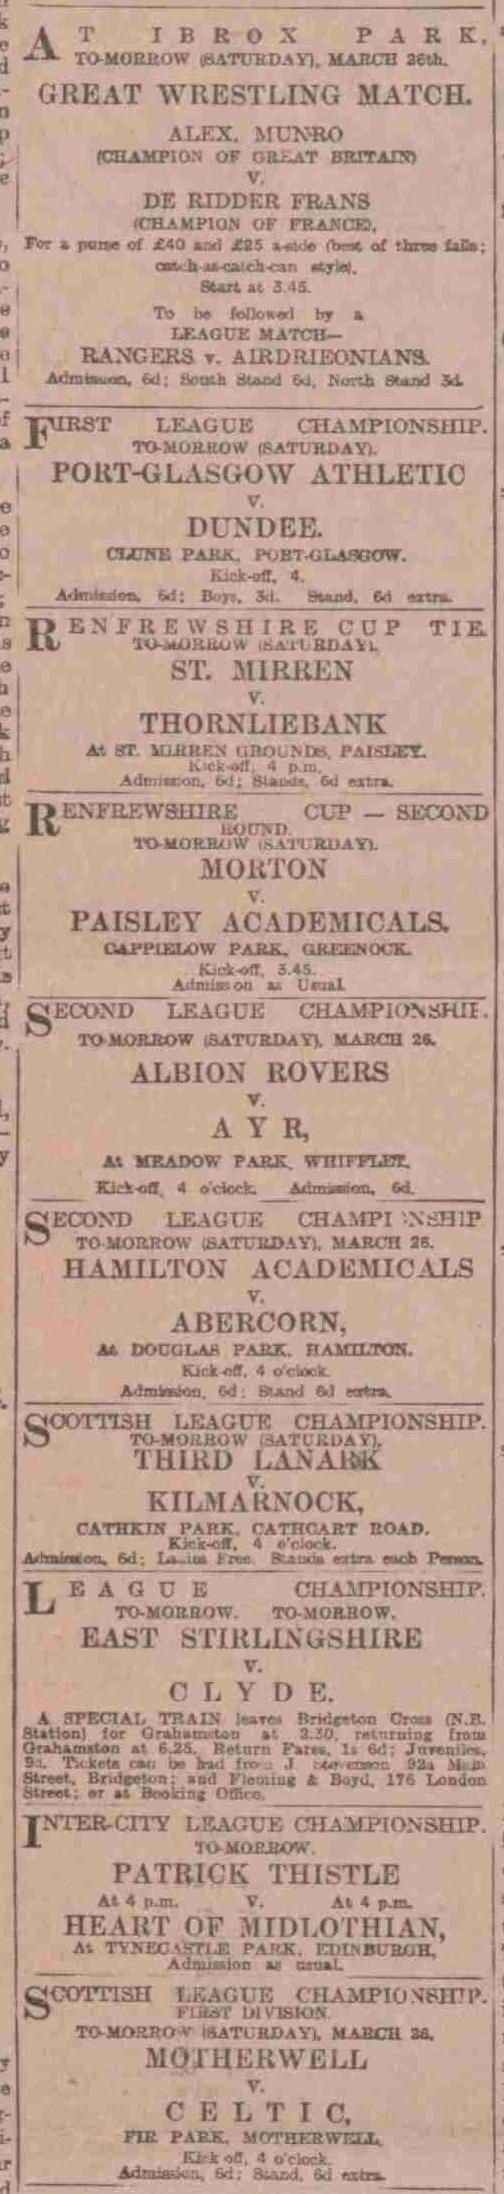 AT IBROX PARK,
TO-MORROW (SATURDAY), MARCH 26th.
GREAT WRESTLING MATCH.
ALEX. MUNRO
(CHAMPION OF GREAT BRITAIN)
V.
DE RIDDER FRANS
(CHAMPION OF FRANCE),
For a purse of £40 and £25 a-side (best of three falls;
catch-as-catch-can style).
Start at 3.45.
To be followed by a
LEAGUE MATCH—
RANGERS v. AIRDRIEONIANS.
Admission, 6d; South Stand 6d, North Stand 3d.
FIRST LEAGUE CHAMPIONSHIP.
TO-MORROW (SATURDAY).
PORT-GLASGOW ATHLETIC
V.
DUNDEE.
CLUNE PARK, PORT-GLASGOW.
Kick-off, 4.
Admission, 6d; Boys, 3d. Stand, 6d extra.
RENFREWSHIRE CUP TIE
TO-MORROW (SATURDAY),
ST. MIRREN
V.
THORNLIEBANK
At ST. MIRREN GROUNDS, PAISLEY.
Kick-off, 4 p.m.
Admission, 6d; Stands, 6d extra.
RENFREWSHIRE CUP — SECOND
ROUND.
TO-MORROW (SATURDAY).
MORTON
V.
PAISLEY ACADEMICALS.
CAPPIELOW PARK, GREENOCK.
Kick-off, 3.45.
Admission as Usual
SECOND LEAGUE CHAMPIONSHIP.
TO-MORROW (SATURDAY), MARCH 26.
ALBION ROVERS
V.
AYR,
At MEADOW PARK, WHIFFLET.
Kick-off, 4 o'clock. Admission, 6d.
SECOND LEAGUE CHAMPIONSHIP
TO-MORROW (SATURDAY), MARCH 26.
HAMILTON ACADEMICALS
V.
ABERCORN,
At DOUGLAS PARK, HAMILTON.
Kick-off, 4 o'clock.
Admission, 6d; Stand 6d extra.
SCOTTISH LEAGUE CHAMPIONSHIP.
TO-MORROW (SATURDAY),
THIRD LANARK
V.
KILMARNOCK,
CATHKIN PARK, CATHCART ROAD.
Kick-off, 4 o'clock.
Admission, 6d; Ladies Free. Stands extra each Person.
LEAGUE CHAMPIONSHIP.
TO-MORROW. TO-MORROW.
EAST STIRLINGSHIRE
V.
CLYDE.
A SPECIAL TRAIN leaves Bridgeton Cross (N.B.
Station) for Grahamston at 2.30, returning from
Grahamston at 6.25. Return Fares, 1s 6d; Juveniles,
9d. Tickets can be had from J. Stevenson 92a Main
Street, Bridgeton; and Fleming & Boyd, 176 London
Street; or at Booking Office.
INTER-CITY LEAGUE CHAMPIONSHIP.
TO-MORROW.
PATRICK THISTLE
At 4 p.m. V. At 4 p.m.
HEART OF MIDLOTHIAN,
At TYNECASTLE PARK, EDINBURGH,
Admission as usual.
SCOTTISH LEAGUE CHAMPIONSHIP.
FIRST DIVISION.
TO-MORROW (SATURDAY), MARCH 26.
MOTHERWELL
V.
CELTIC,
FIR PARK, MOTHERWELL.
Kick off, 4 o'clock.
Admission, 6d; Stand, 6d extra.